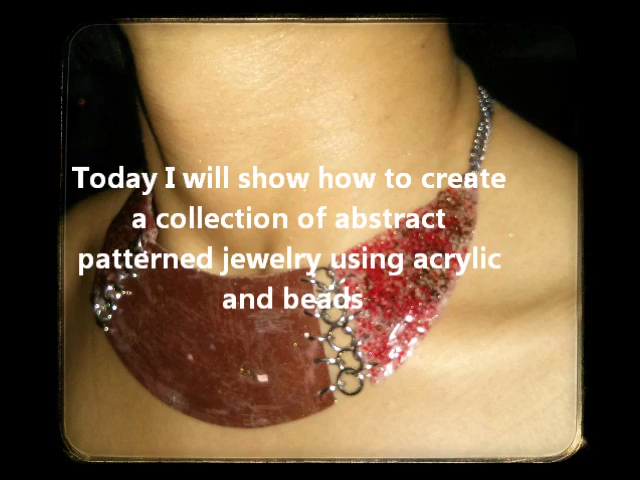 Today I will show how to create
a collection of abstract
patterned jewelry using acrylic
and beads